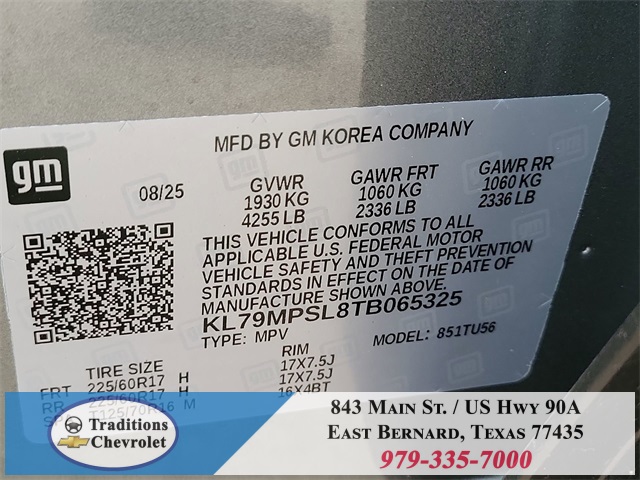 MFD BY GM KOREA COMPANY
gm
08/25
GVWR
1930 KG
4255 LB
GAWR FRT
1060 KG
2336 LB
GAWR RR
1060 KG
2336 LB
THIS VEHICLE CONFORMS TO ALL
APPLICABLE U.S. FEDERAL MOTOR
VEHICLE SAFETY AND THEFT PREVENTION
STANDARDS IN EFFECT ON THE DATE OF
MANUFACTURE SHOWN ABOVE.
KL79MPSL8TB065325
TYPE: MPV
MODEL: 851TU56
TIRE SIZE
RIM
FRT 225/60R17 H 17X7.5J
RR 225/60R17 H 17X7.5J
T125/70R16 M 16X4BT
Traditions
Chevrolet
843 Main St. / US Hwy 90A
East Bernard, Texas 77435
979-335-7000